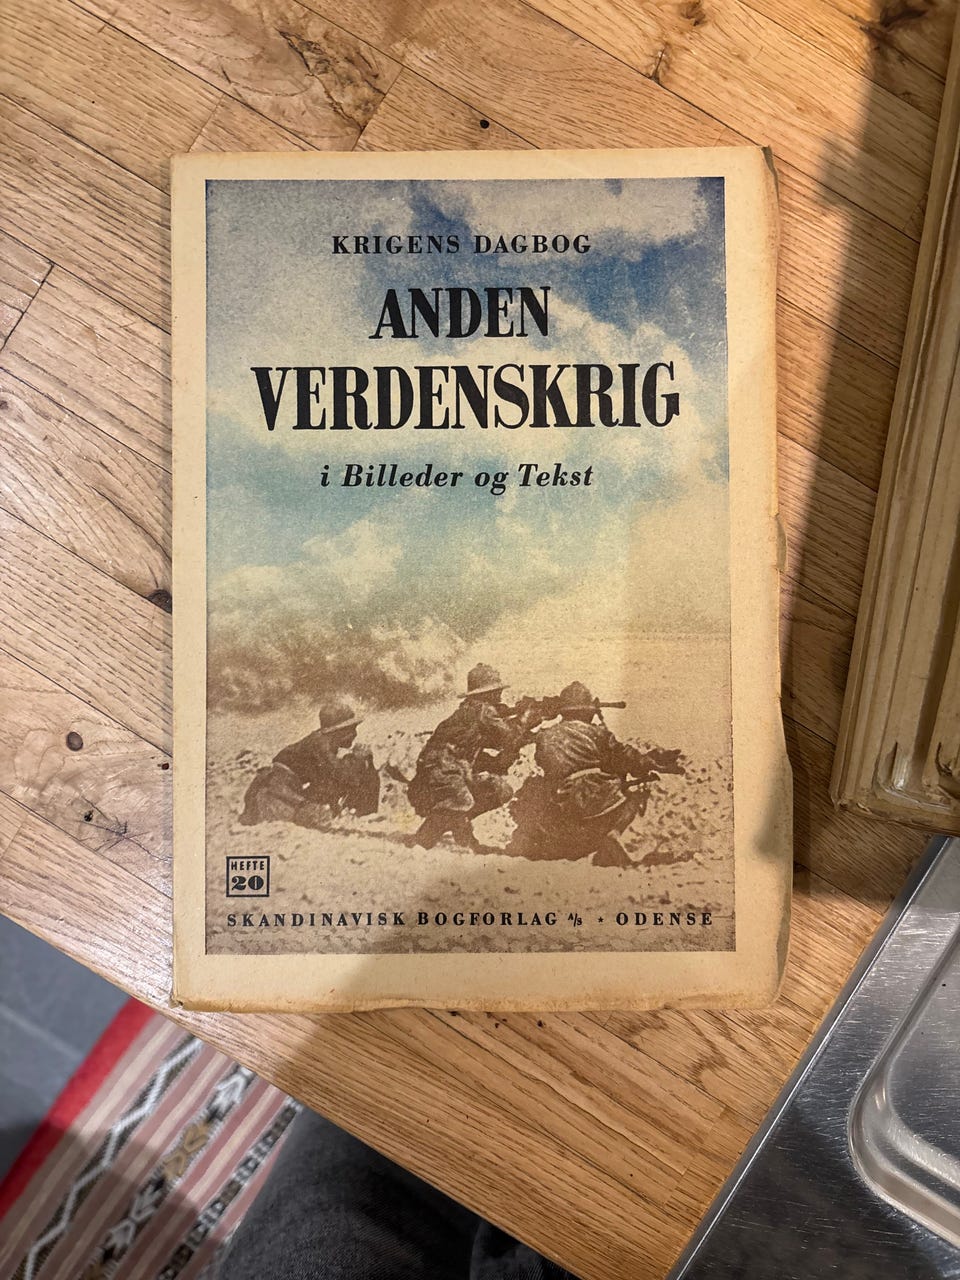 KRIGENS DAGBOG
ANDEN
VERDENSKRIG
i Billeder og Tekst
HEFTE
20
SKANDINAVISK BOGFORLAG A/S * ODENSE